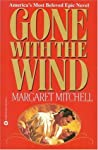 America's Most Beloved Epic Novel
GONE
WITH THE
WIND
MARGARET MITCHELL